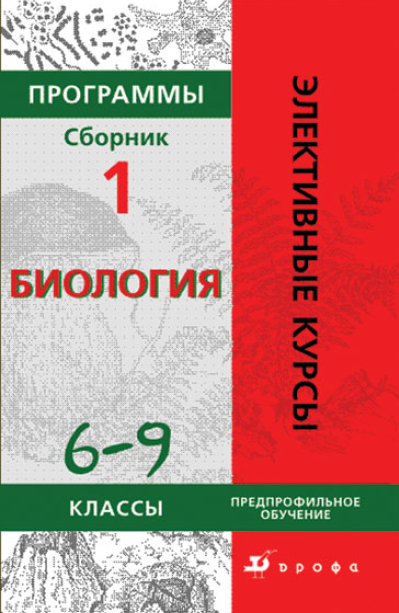 ПРОГРАММЫ
Сборник
1
БИОЛОГИЯ
6–9
КЛАССЫ
ЭЛЕКТИВНЫЕ КУРСЫ
ПРЕДПРОФИЛЬНОЕ
ОБУЧЕНИЕ
дрофа